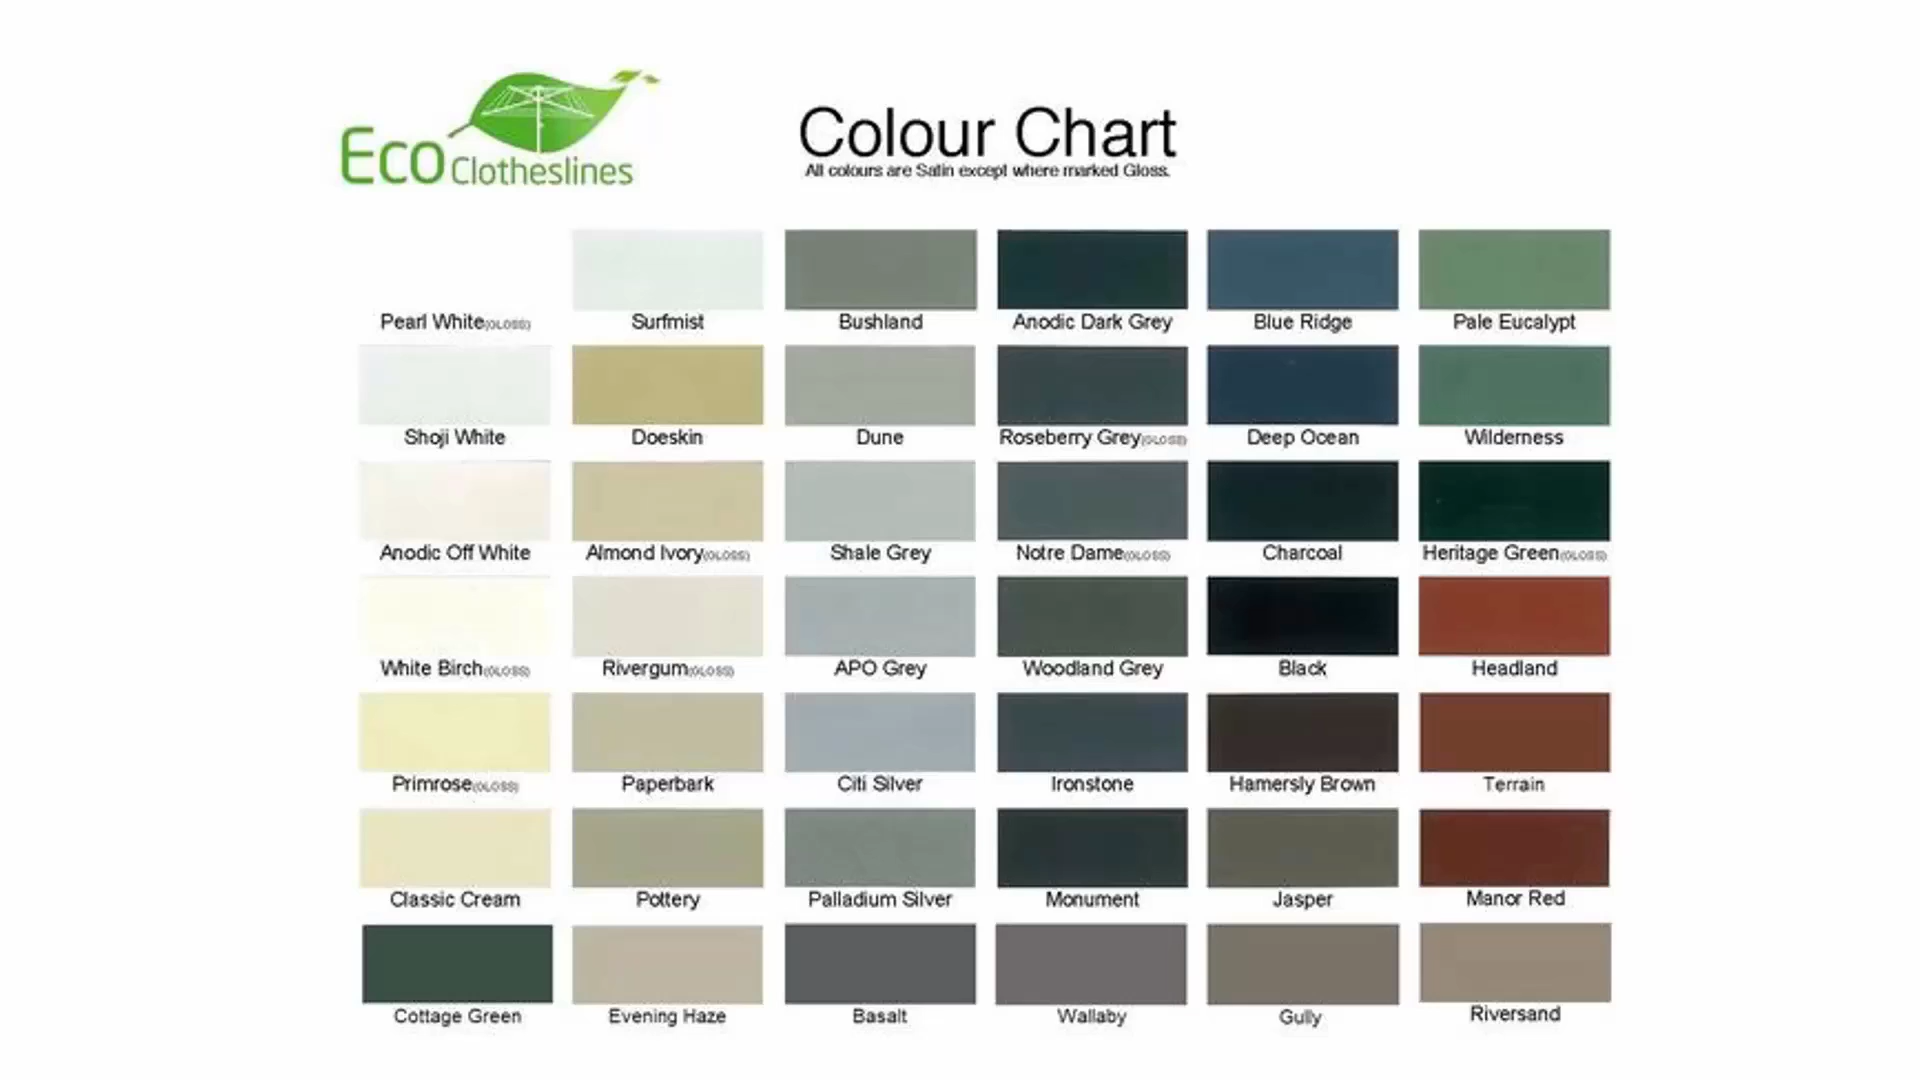 Eco Clotheslines
Colour Chart
All colours are Satin except where marked Gloss.
Pearl White(GLOSS) Surfmist Bushland Anodic Dark Grey Blue Ridge Pale Eucalypt
Shoji White Doeskin Dune Roseberry Grey(GLOSS) Deep Ocean Wilderness
Anodic Off White Almond Ivory(GLOSS) Shale Grey Notre Dame(GLOSS) Charcoal Heritage Green(GLOSS)
White Birch(GLOSS) Rivergum(GLOSS) APO Grey Woodland Grey Black Headland
Primrose(GLOSS) Paperbark Citi Silver Ironstone Hamersly Brown Terrain
Classic Cream Pottery Palladium Silver Monument Jasper Manor Red
Cottage Green Evening Haze Basalt Wallaby Gully Riversand